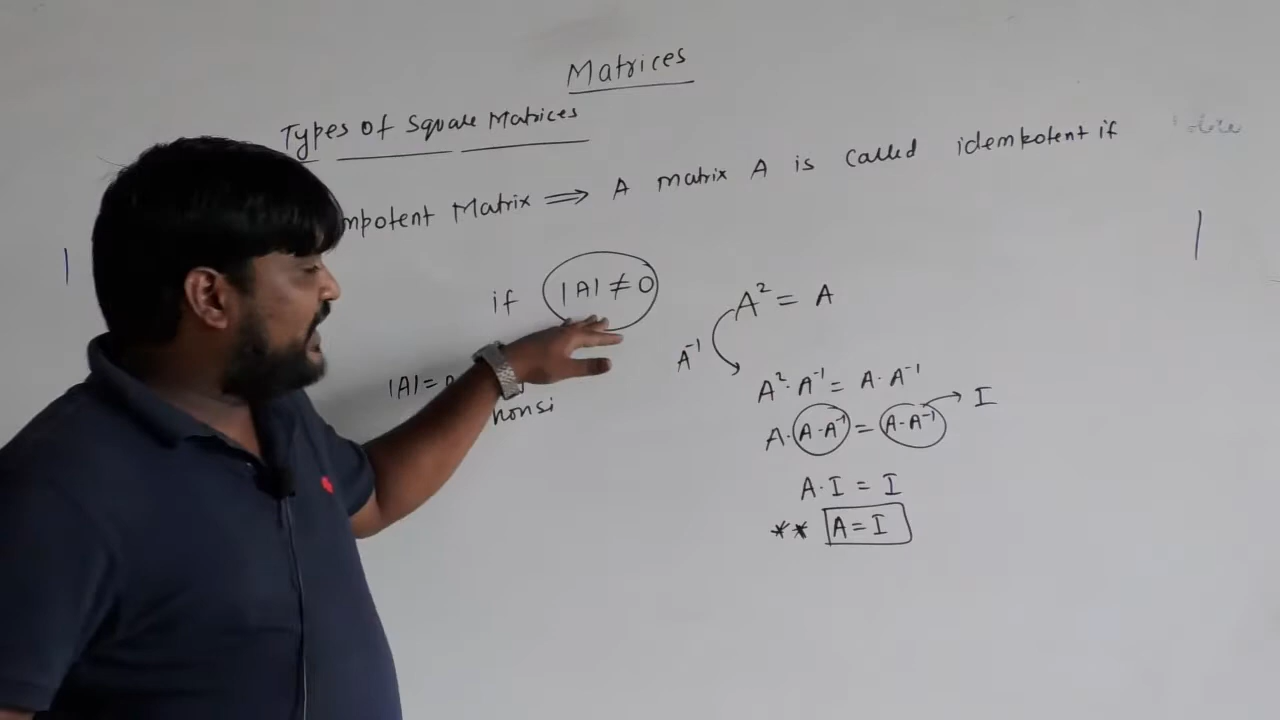 Matrices
Types of Square Matrices
mpotent Matrix ⟹ A matrix A is called idempotent if
if |A| ≠ 0
A² = A
A⁻¹
|A| =
nonsi
A²·A⁻¹ = A·A⁻¹
A·A·A⁻¹ = A·A⁻¹ → I
A·I = I
** A = I